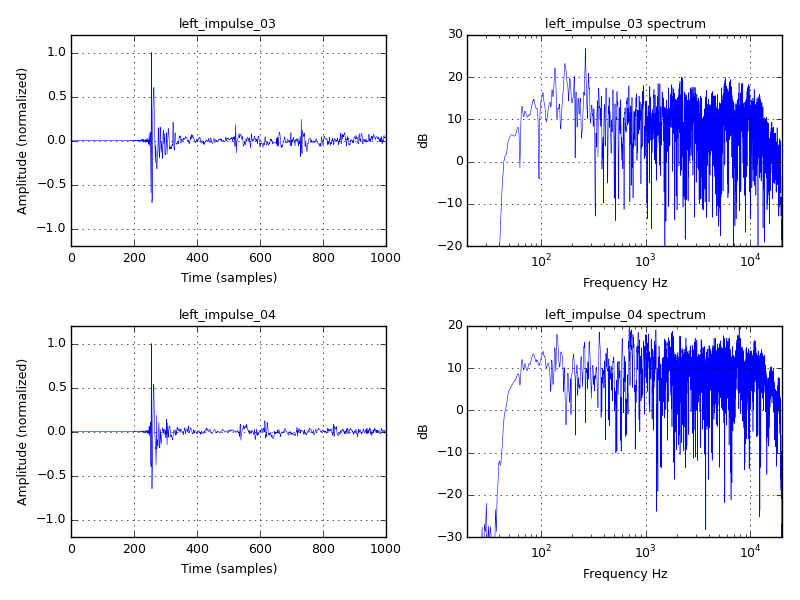 left_impulse_03
1.0
0.5
0.0
−0.5
−1.0
Amplitude (normalized)
0 200 400 600 800 1000
Time (samples)
left_impulse_03 spectrum
30
20
10
0
−10
−20
dB
10² 10³ 10⁴
Frequency Hz
left_impulse_04
1.0
0.5
0.0
−0.5
−1.0
Amplitude (normalized)
0 200 400 600 800 1000
Time (samples)
left_impulse_04 spectrum
20
10
0
−10
−20
−30
dB
10² 10³ 10⁴
Frequency Hz